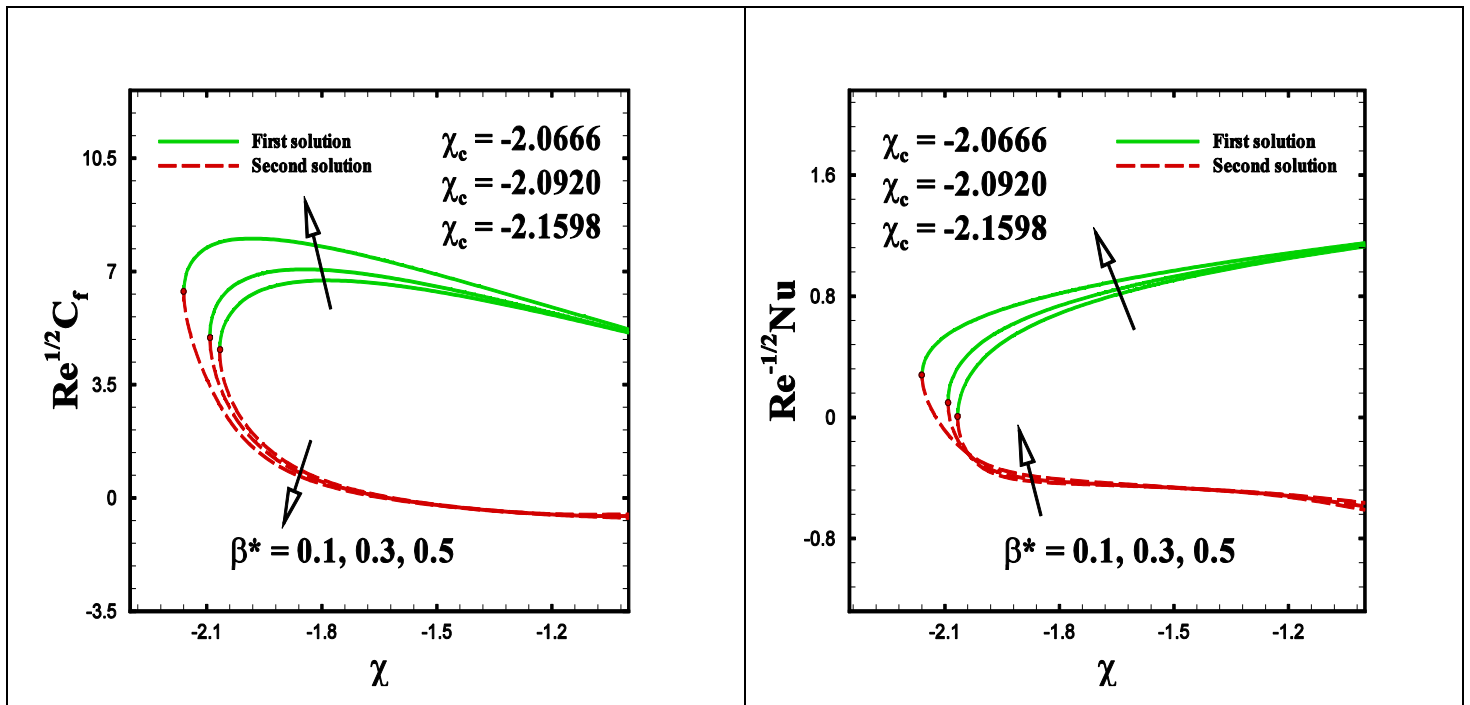 First solution
Second solution
χc = -2.0666
χc = -2.0920
χc = -2.1598
10.5
7
3.5
0
-3.5
Re1/2Cf
β* = 0.1, 0.3, 0.5
-2.1 -1.8 -1.5 -1.2
χ
χc = -2.0666
χc = -2.0920
χc = -2.1598
First solution
Second solution
1.6
0.8
0
-0.8
Re-1/2Nu
β* = 0.1, 0.3, 0.5
-2.1 -1.8 -1.5 -1.2
χ